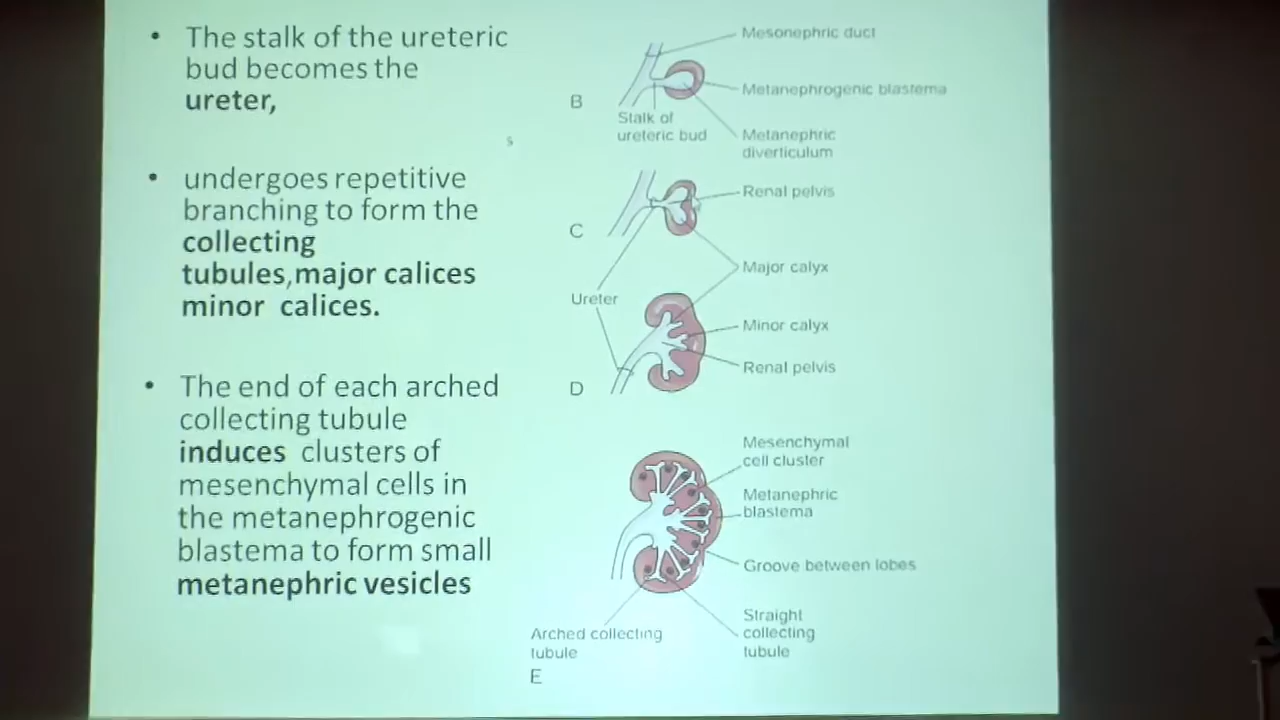 • The stalk of the ureteric
bud becomes the
ureter,
s
• undergoes repetitive
branching to form the
collecting
tubules,major calices
minor calices.
• The end of each arched
collecting tubule
induces clusters of
mesenchymal cells in
the metanephrogenic
blastema to form small
metanephric vesicles
Mesonephric duct
Metanephrogenic blastema
B
Stalk of
ureteric bud
Metanephric
diverticulum
Renal pelvis
C
Major calyx
Ureter
Minor calyx
Renal pelvis
D
Mesenchymal
cell cluster
Metanephric
blastema
Groove between lobes
Straight
collecting
tubule
Arched collecting
tubule
E